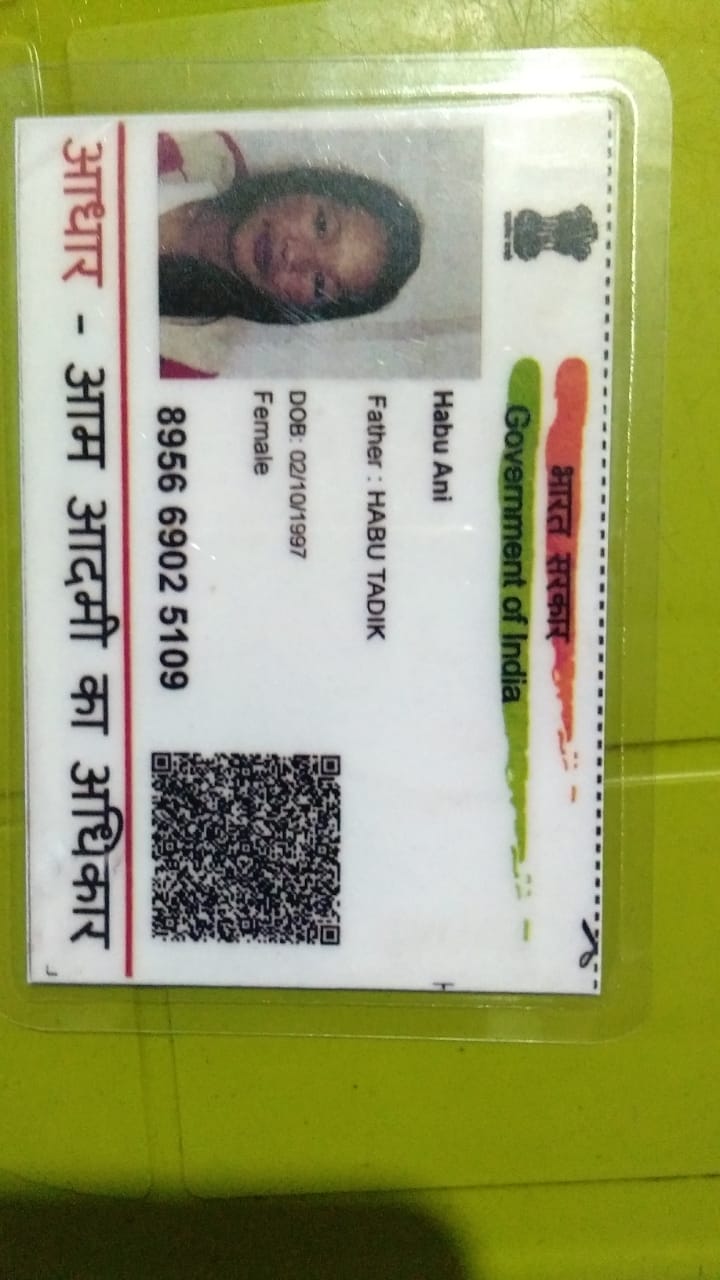 भारत सरकार
Government of India
Habu Ani
Father : HABU TADIK
DOB: 02/10/1997
Female
8956 6902 5109
आधार - आम आदमी का अधिकार